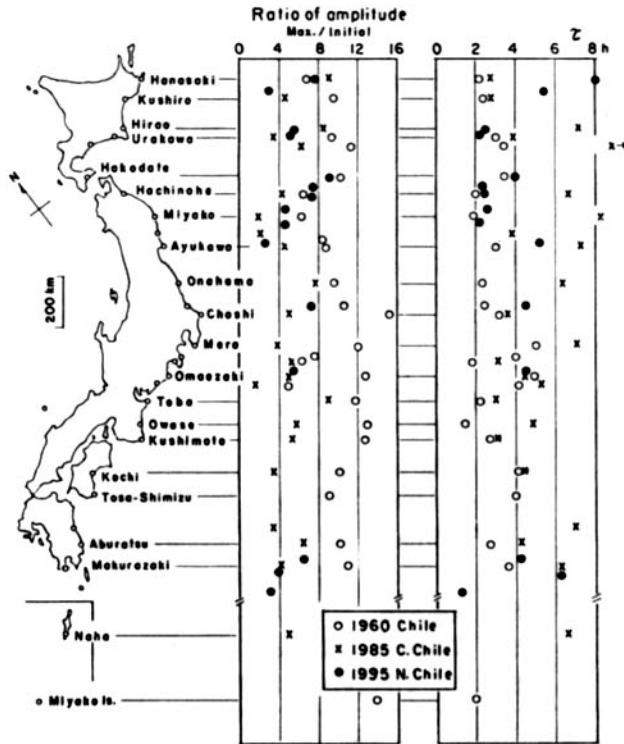 Ratio of amplitude
Max. / Initial
τ
0 4 8 12 16
0 2 4 6 8h
Hanasaki
Kushiro
Hiroo
Urakawa
Hakodate
Hachinohe
Miyako
Ayukawa
Onahama
Choshi
Mera
Omaezaki
Toba
Owase
Kushimoto
Kochi
Tosa-Shimizu
Aburatsu
Makurazaki
Naha
Miyako Is.
N
200 km
1960 Chile
1985 C. Chile
1995 N. Chile